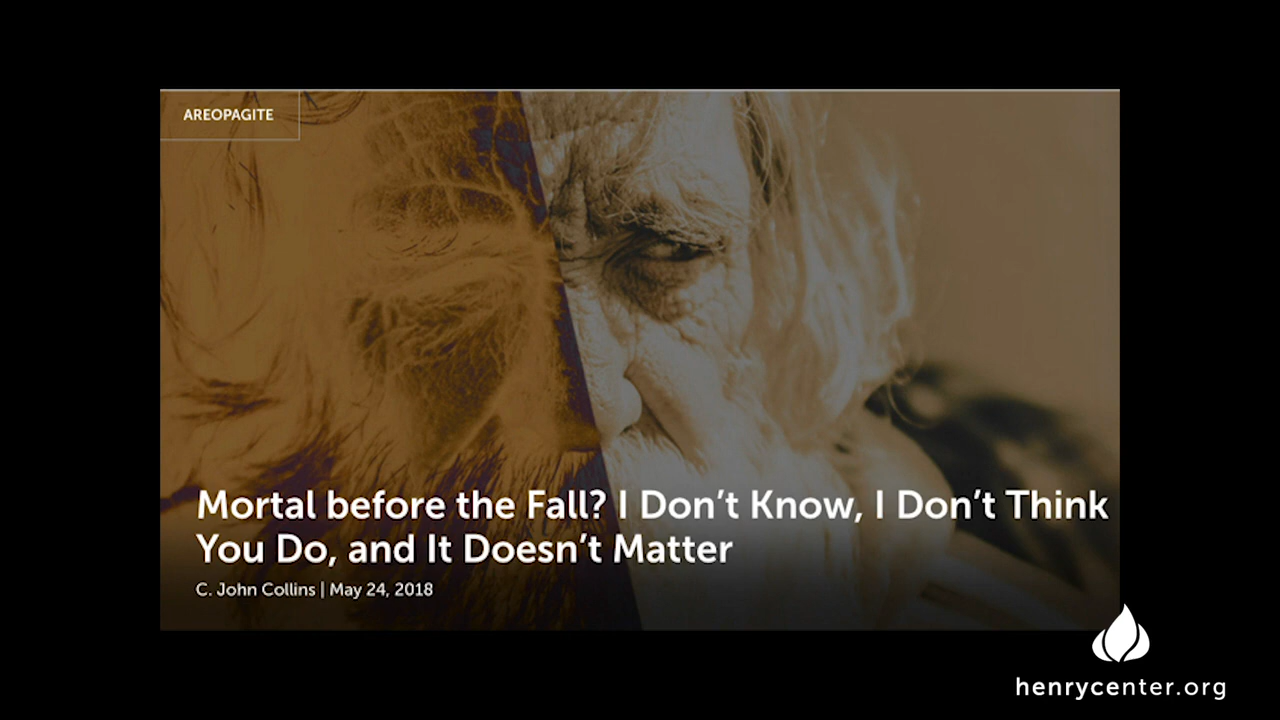 AREOPAGITE
Mortal before the Fall? I Don’t Know, I Don’t Think
You Do, and It Doesn’t Matter
C. John Collins | May 24, 2018
henrycenter.org